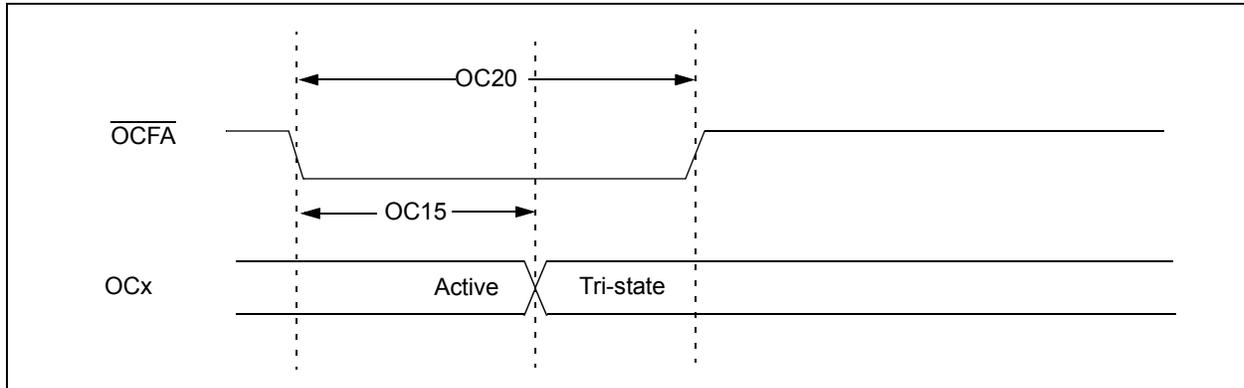 OC20
OCFA
OC15
OCx
Active
Tri-state